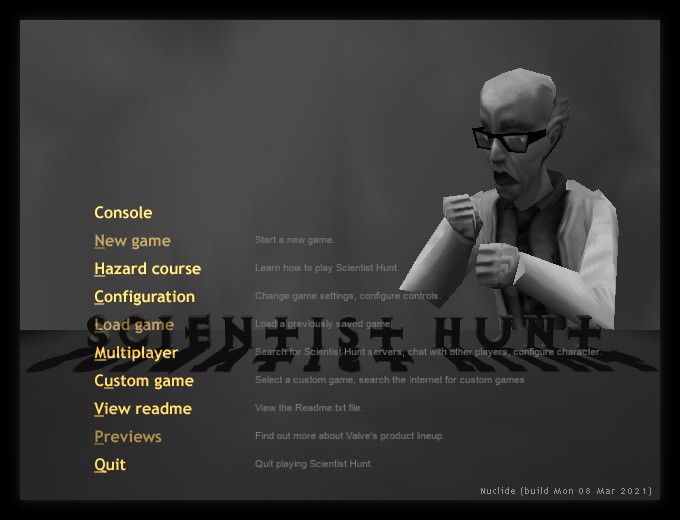 Console
New game Start a new game.
Hazard course Learn how to play Scientist Hunt.
Configuration Change game settings, configure controls.
SCIENTIST HUNT
Load game Load a previously saved game.
Multiplayer Search for Scientist Hunt servers, chat with other players, configure character.
Custom game Select a custom game, search the internet for custom games
View readme View the Readme.txt file.
Previews Find out more about Valve's product lineup.
Quit Quit playing Scientist Hunt.
Nuclide (build Mon 08 Mar 2021)